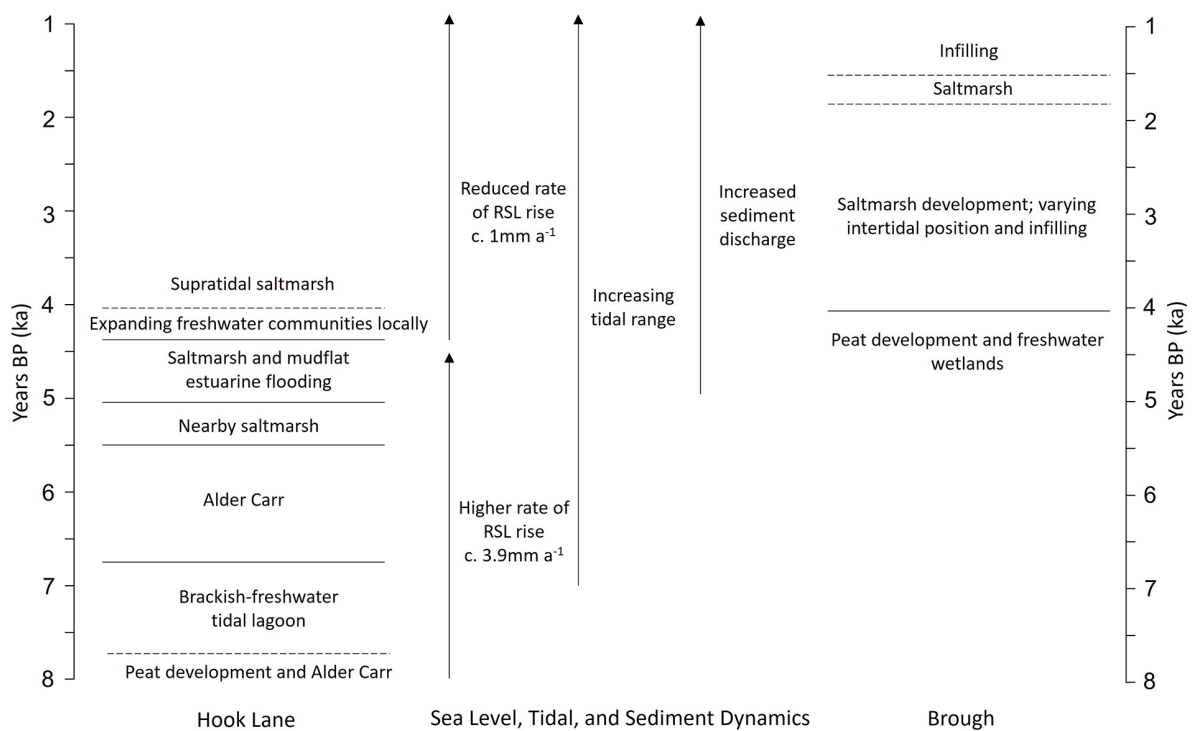 1
2
3
4
5
6
7
8
Years BP (ka)
Supratidal saltmarsh
Expanding freshwater communities locally
Saltmarsh and mudflat
estuarine flooding
Nearby saltmarsh
Alder Carr
Brackish-freshwater
tidal lagoon
Peat development and Alder Carr
Hook Lane
Reduced rate
of RSL rise
c. 1mm a⁻¹
Higher rate of
RSL rise
c. 3.9mm a⁻¹
Increasing
tidal range
Increased
sediment
discharge
Sea Level, Tidal, and Sediment Dynamics
Infilling
Saltmarsh
Saltmarsh development; varying
intertidal position and infilling
Peat development and freshwater
wetlands
Brough
1
2
3
4
5
6
7
8
Years BP (ka)